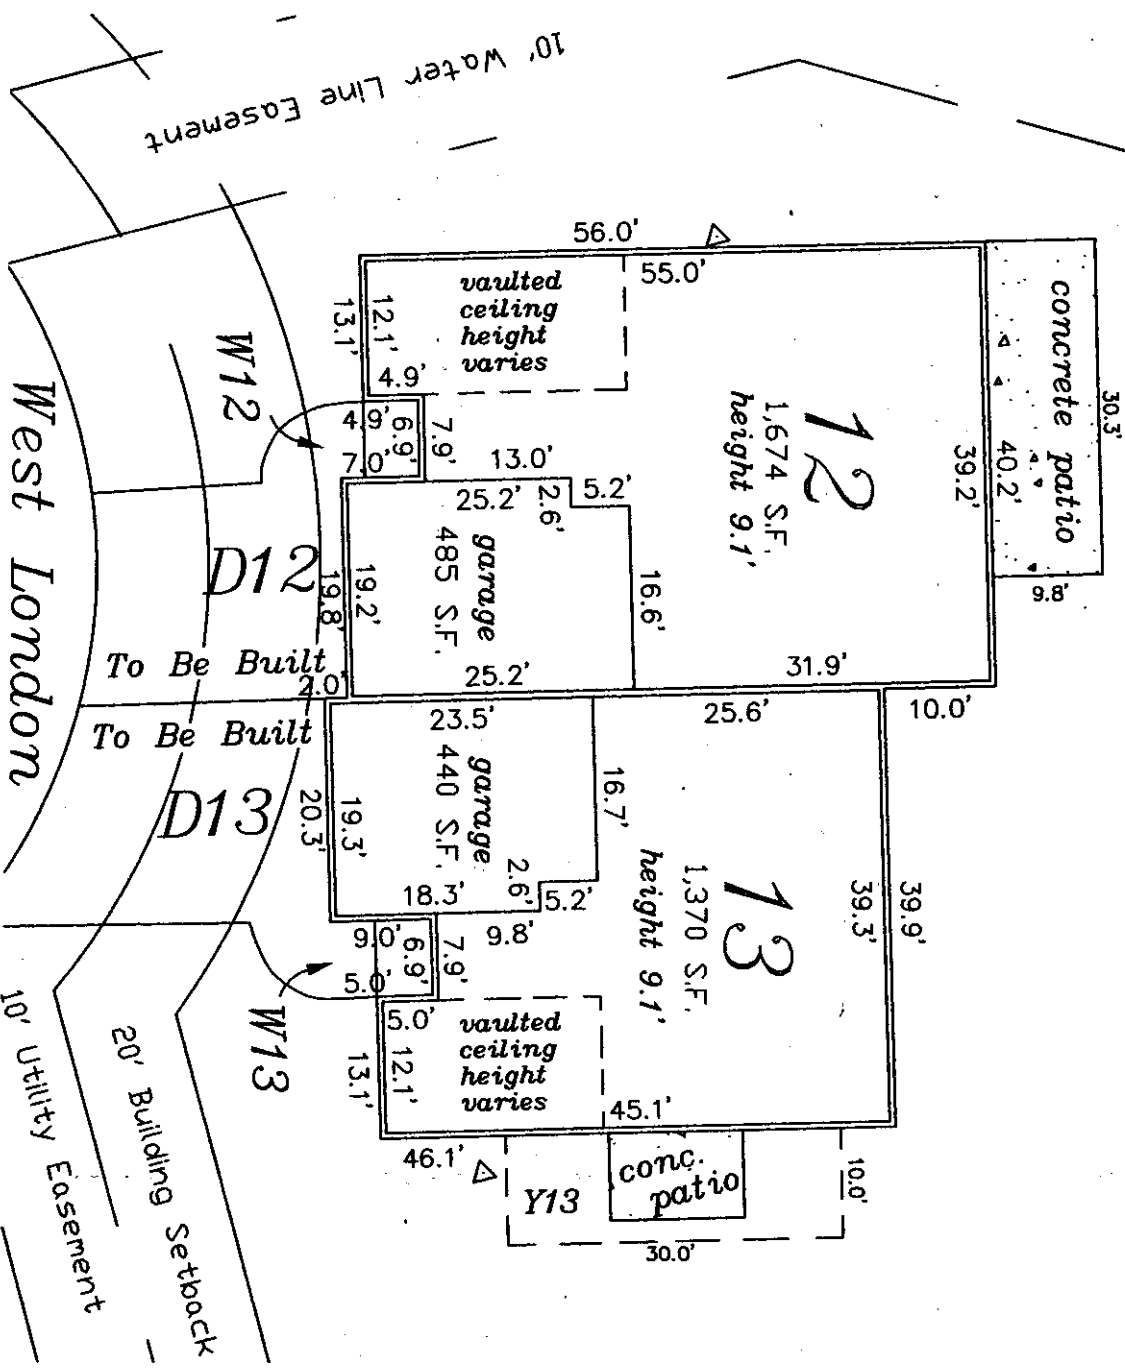 10' Water Line Easement
56.0'
55.0'
vaulted
ceiling
height
varies
concrete patio
30.3'
13.1'
12.1'
4.9'
W12
4.9'
6.9'
7.9'
7.0'
13.0'
25.2'
2.6'
5.2'
12
1,674 S.F.
height 9.1'
39.2'
40.2'
9.8'
West London
D12
19.8'
19.2'
garage
485 S.F.
16.6'
To Be Built
2.0'
25.2'
31.9'
To Be Built
23.5'
25.6'
10.0'
D13
20.3'
19.3'
garage
440 S.F.
16.7'
18.3'
2.6'
5.2'
13
1,370 S.F.
height 9.1'
39.3'
39.9'
9.0'
6.9'
7.9'
9.8'
5.0'
W13
5.0'
vaulted
ceiling
height
varies
13.1'
12.1'
45.1'
46.1'
Y13
conc.
patio
10.0'
30.0'
10' Utility Easement
20' Building Setback